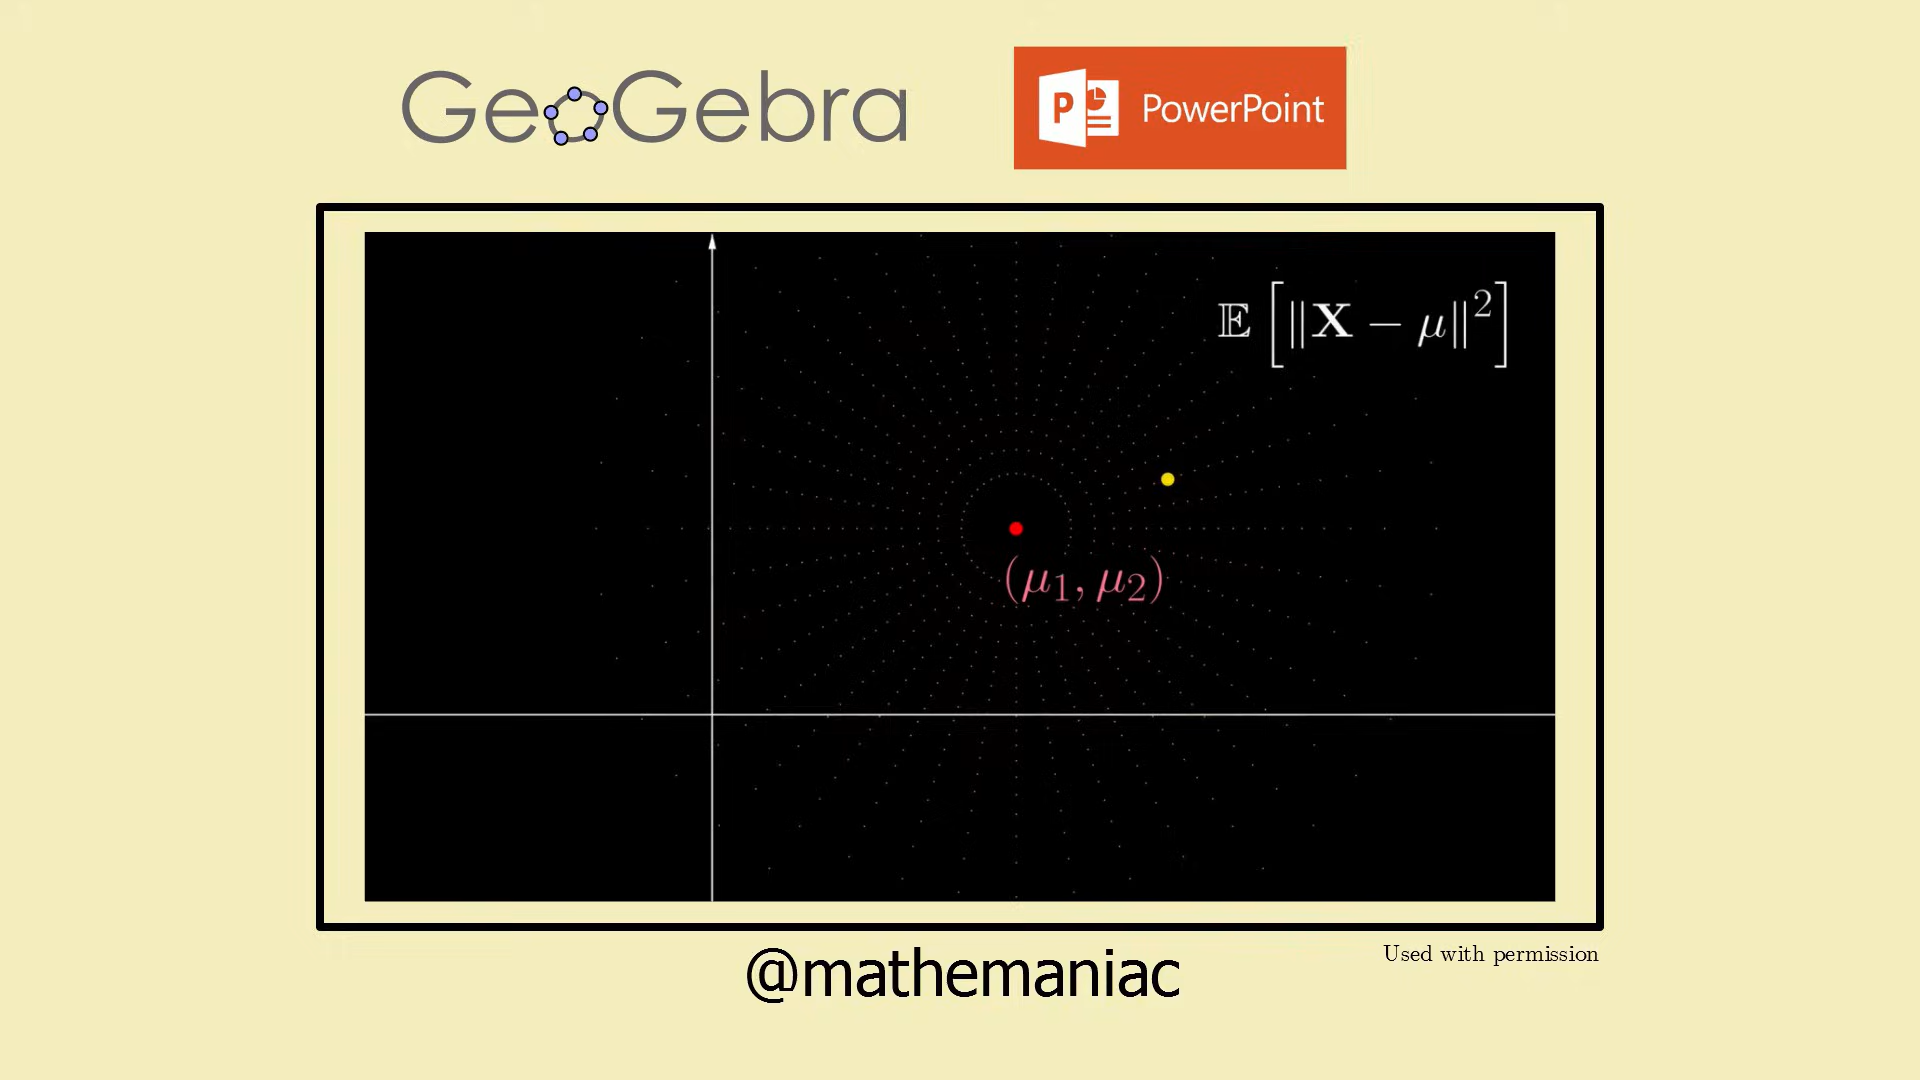 GeoGebra
P PowerPoint
𝔼[‖𝐗 − μ‖²]
(μ₁, μ₂)
Used with permission
@mathemaniac